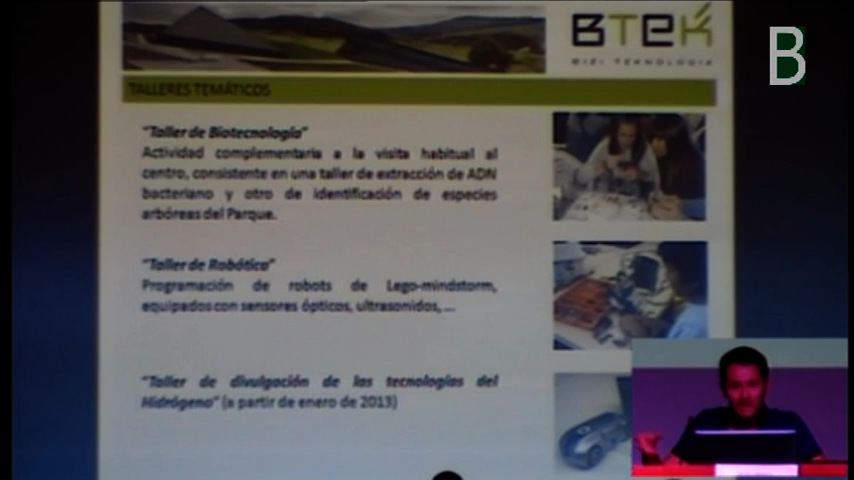 BTEK
BIZI TEKNOLOGIA
B
TALLERES TEMÁTICOS
"Taller de Biotecnología"
Actividad complementaria a la visita habitual al
centro, consistente en una taller de extracción de ADN
bacteriano y otro de identificación de especies
arbóreas del Parque.
"Taller de Robótica"
Programación de robots de Lego-mindstorm,
equipados con sensores ópticos, ultrasonidos, ...
"Taller de divulgación de las tecnologías del
Hidrógeno" (a partir de enero de 2013)